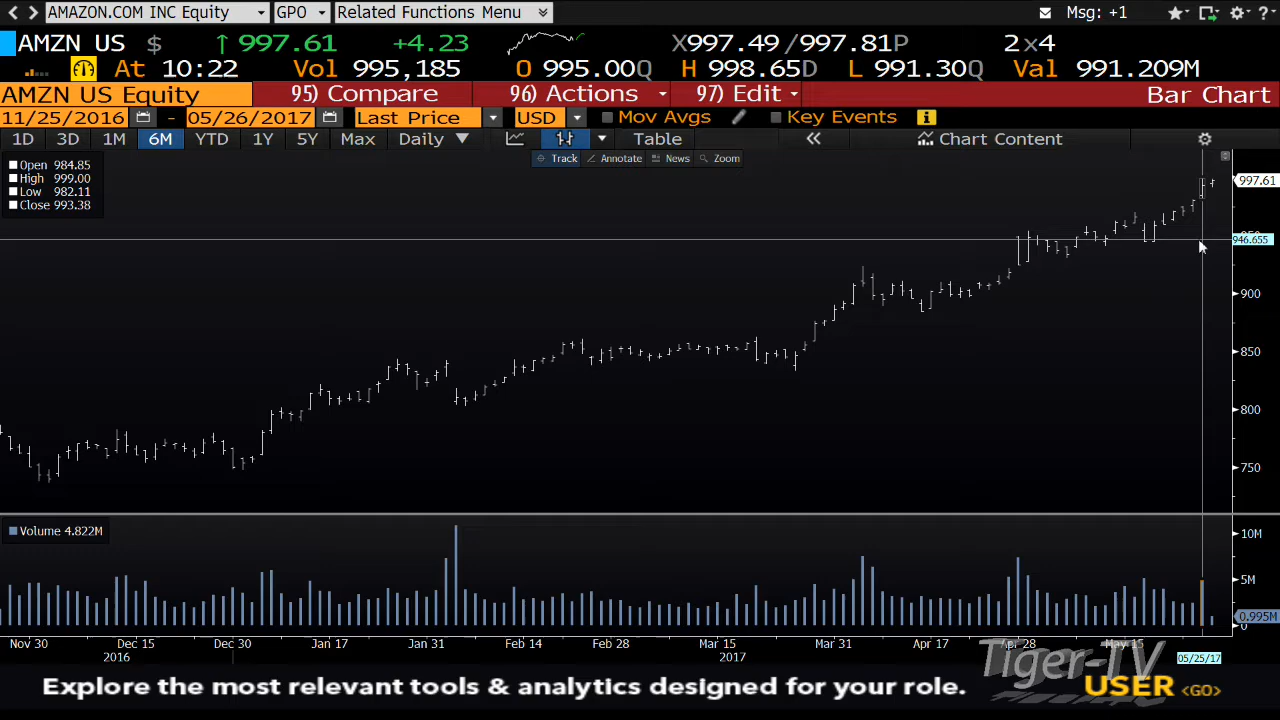 AMAZON.COM INC Equity GPO Related Functions Menu Msg: +1
AMZN US $ ↑ 997.61 +4.23 X997.49 /997.81P 2 x4
At 10:22 Vol 995,185 O 995.00Q H 998.65D L 991.30Q Val 991.209M
AMZN US Equity 95) Compare 96) Actions 97) Edit Bar Chart
11/25/2016 - 05/26/2017 Last Price USD Mov Avgs Key Events
1D 3D 1M 6M YTD 1Y 5Y Max Daily ▼ Table « Chart Content
Track Annotate News Zoom
Open 984.85
High 999.00
Low 982.11
Close 993.38
997.61
946.655
900
850
800
750
Volume 4.822M
10M
5M
0.995M
0
Nov 30 Dec 15 Dec 30 Jan 17 Jan 31 Feb 14 Feb 28 Mar 15 Mar 31 Apr 17 Apr 28 May 15
2016 2017 05/25/17
Tiger-TV
Explore the most relevant tools & analytics designed for your role. USER <GO>